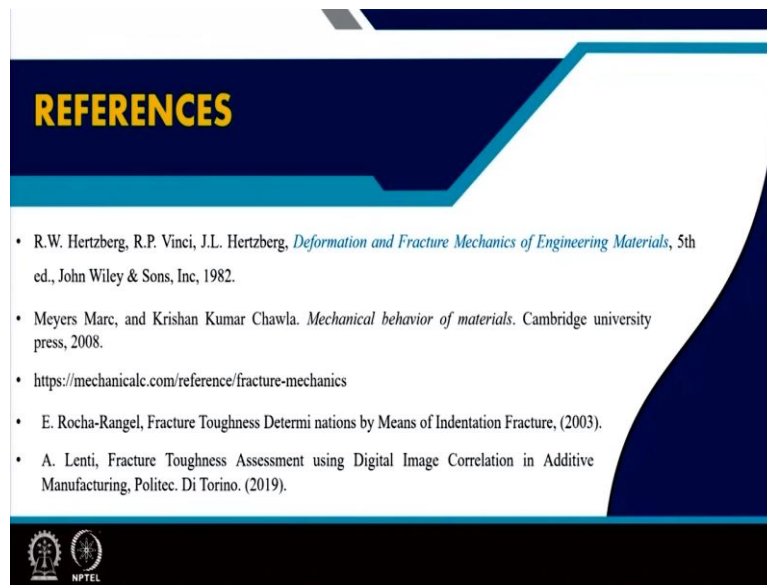 REFERENCES
• R.W. Hertzberg, R.P. Vinci, J.L. Hertzberg, Deformation and Fracture Mechanics of Engineering Materials, 5th
ed., John Wiley & Sons, Inc, 1982.
• Meyers Marc, and Krishan Kumar Chawla. Mechanical behavior of materials. Cambridge university
press, 2008.
• https://mechanicalc.com/reference/fracture-mechanics
• E. Rocha-Rangel, Fracture Toughness Determi nations by Means of Indentation Fracture, (2003).
• A. Lenti, Fracture Toughness Assessment using Digital Image Correlation in Additive
Manufacturing, Politec. Di Torino. (2019).
NPTEL